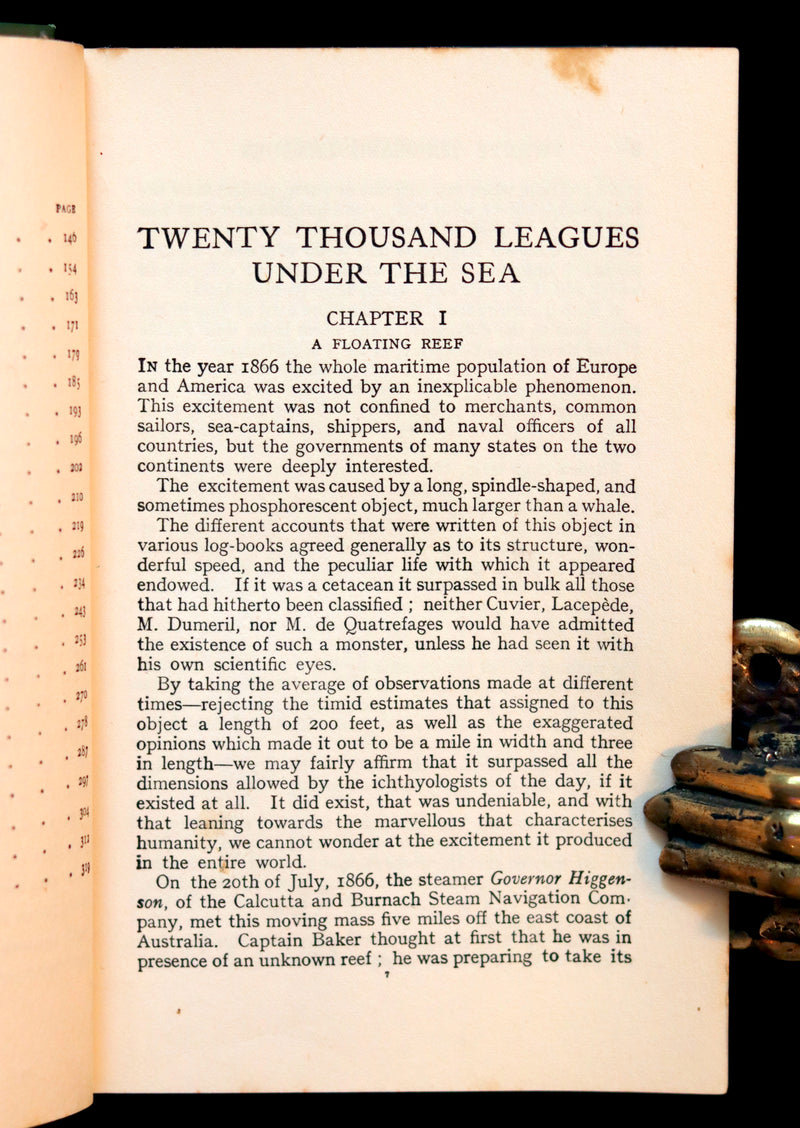 PAGE
146
154
163
171
179
185
193
196
202
210
219
226
234
243
253
261
270
278
287
297
304
312
319
TWENTY THOUSAND LEAGUES
UNDER THE SEA
CHAPTER I
A FLOATING REEF
IN the year 1866 the whole maritime population of Europe
and America was excited by an inexplicable phenomenon.
This excitement was not confined to merchants, common
sailors, sea-captains, shippers, and naval officers of all
countries, but the governments of many states on the two
continents were deeply interested.
The excitement was caused by a long, spindle-shaped, and
sometimes phosphorescent object, much larger than a whale.
The different accounts that were written of this object in
various log-books agreed generally as to its structure, won-
derful speed, and the peculiar life with which it appeared
endowed. If it was a cetacean it surpassed in bulk all those
that had hitherto been classified ; neither Cuvier, Lacepède,
M. Dumeril, nor M. de Quatrefages would have admitted
the existence of such a monster, unless he had seen it with
his own scientific eyes.
By taking the average of observations made at different
times—rejecting the timid estimates that assigned to this
object a length of 200 feet, as well as the exaggerated
opinions which made it out to be a mile in width and three
in length—we may fairly affirm that it surpassed all the
dimensions allowed by the ichthyologists of the day, if it
existed at all. It did exist, that was undeniable, and with
that leaning towards the marvellous that characterises
humanity, we cannot wonder at the excitement it produced
in the entire world.
On the 20th of July, 1866, the steamer Governor Higgen-
son, of the Calcutta and Burnach Steam Navigation Com-
pany, met this moving mass five miles off the east coast of
Australia. Captain Baker thought at first that he was in
presence of an unknown reef ; he was preparing to take its
7